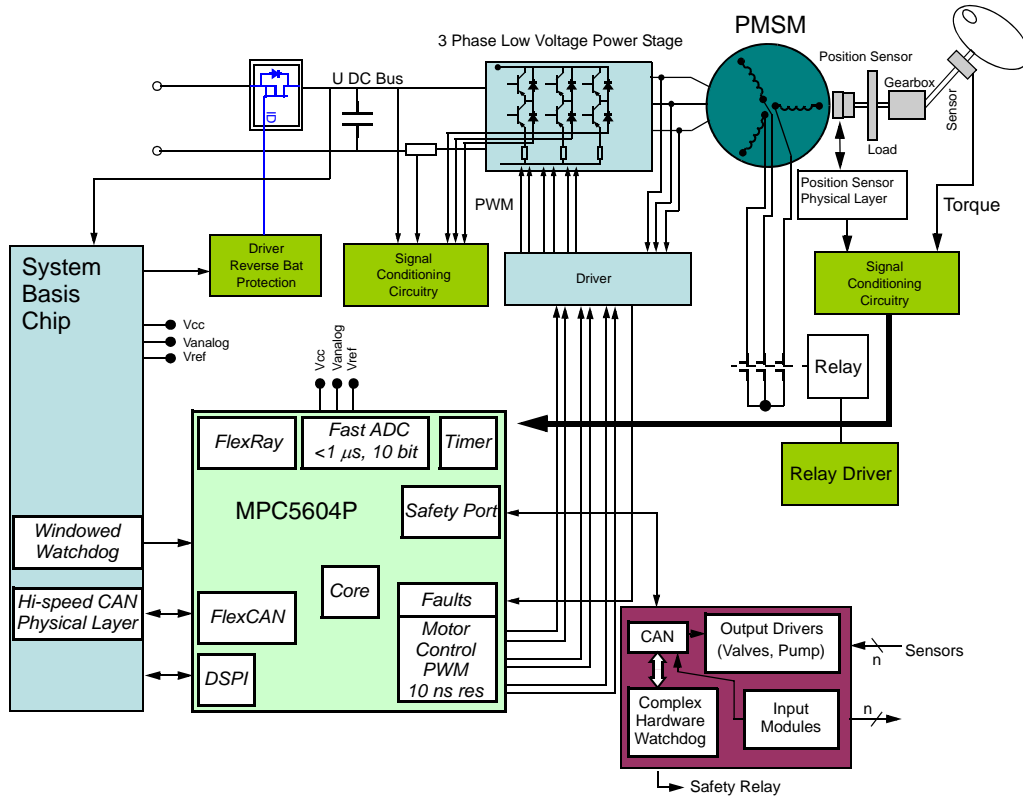 PMSM
3 Phase Low Voltage Power Stage
Position Sensor
U DC Bus
Gearbox
Sensor
ID
Load
PWM
Position Sensor
Physical Layer
Torque
System
Basis
Chip
Driver
Reverse Bat
Protection
Signal
Conditioning
Circuitry
Driver
Signal
Conditioning
Circuitry
Vcc
Vanalog
Vref
Vcc
Vanalog
Vref
Relay
FlexRay
Fast ADC
<1 μs, 10 bit
Timer
Relay Driver
MPC5604P
Safety Port
Windowed
Watchdog
Core
Hi-speed CAN
Physical Layer
FlexCAN
Faults
Motor
Control
PWM
10 ns res
DSPI
CAN
Output Drivers
(Valves, Pump)
n
Sensors
Complex
Hardware
Watchdog
Input
Modules
n
Safety Relay